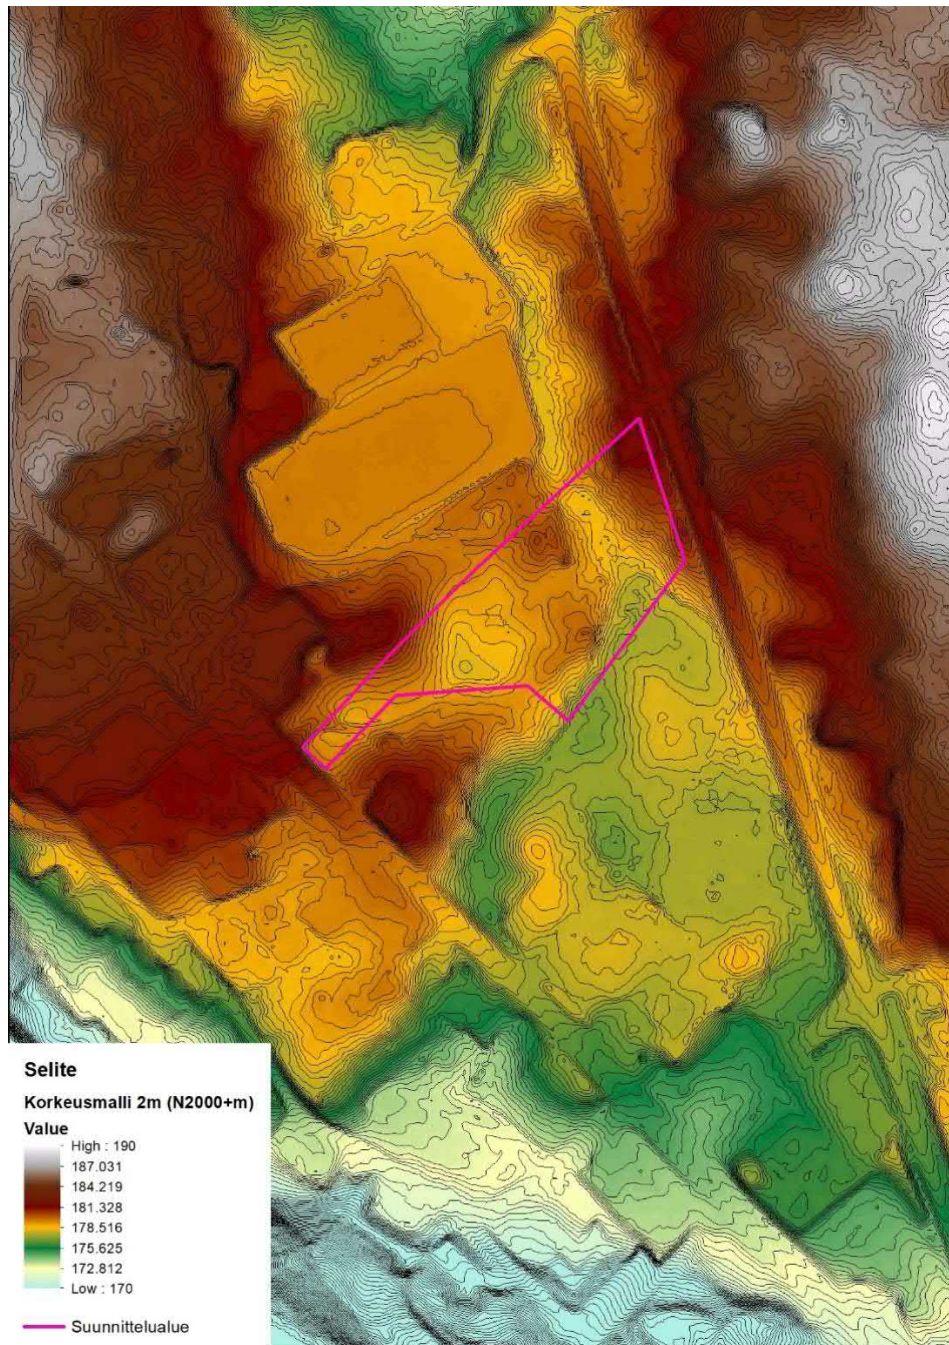 Selite
Korkeusmalli 2m (N2000+m)
Value
High : 190
187.031
184.219
181.328
178.516
175.625
172.812
Low : 170
Suunnittelualue